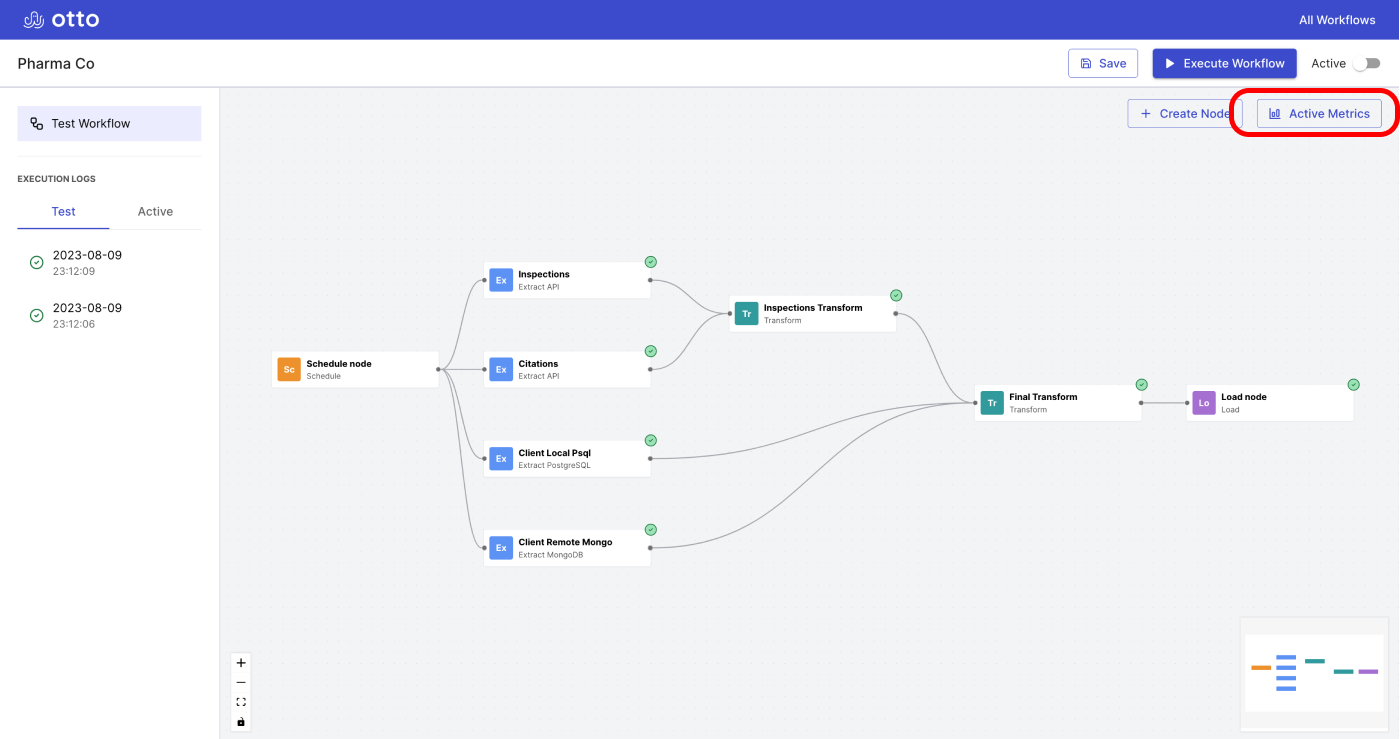 otto
All Workflows
Pharma Co
Save
Execute Workflow
Active
Test Workflow
Create Node
Active Metrics
EXECUTION LOGS
Test
Active
2023-08-09
23:12:09
2023-08-09
23:12:06
Sc
Schedule node
Schedule
Ex
Inspections
Extract API
Ex
Citations
Extract API
Ex
Client Local Psql
Extract PostgreSQL
Ex
Client Remote Mongo
Extract MongoDB
Tr
Inspections Transform
Transform
Tr
Final Transform
Transform
Lo
Load node
Load